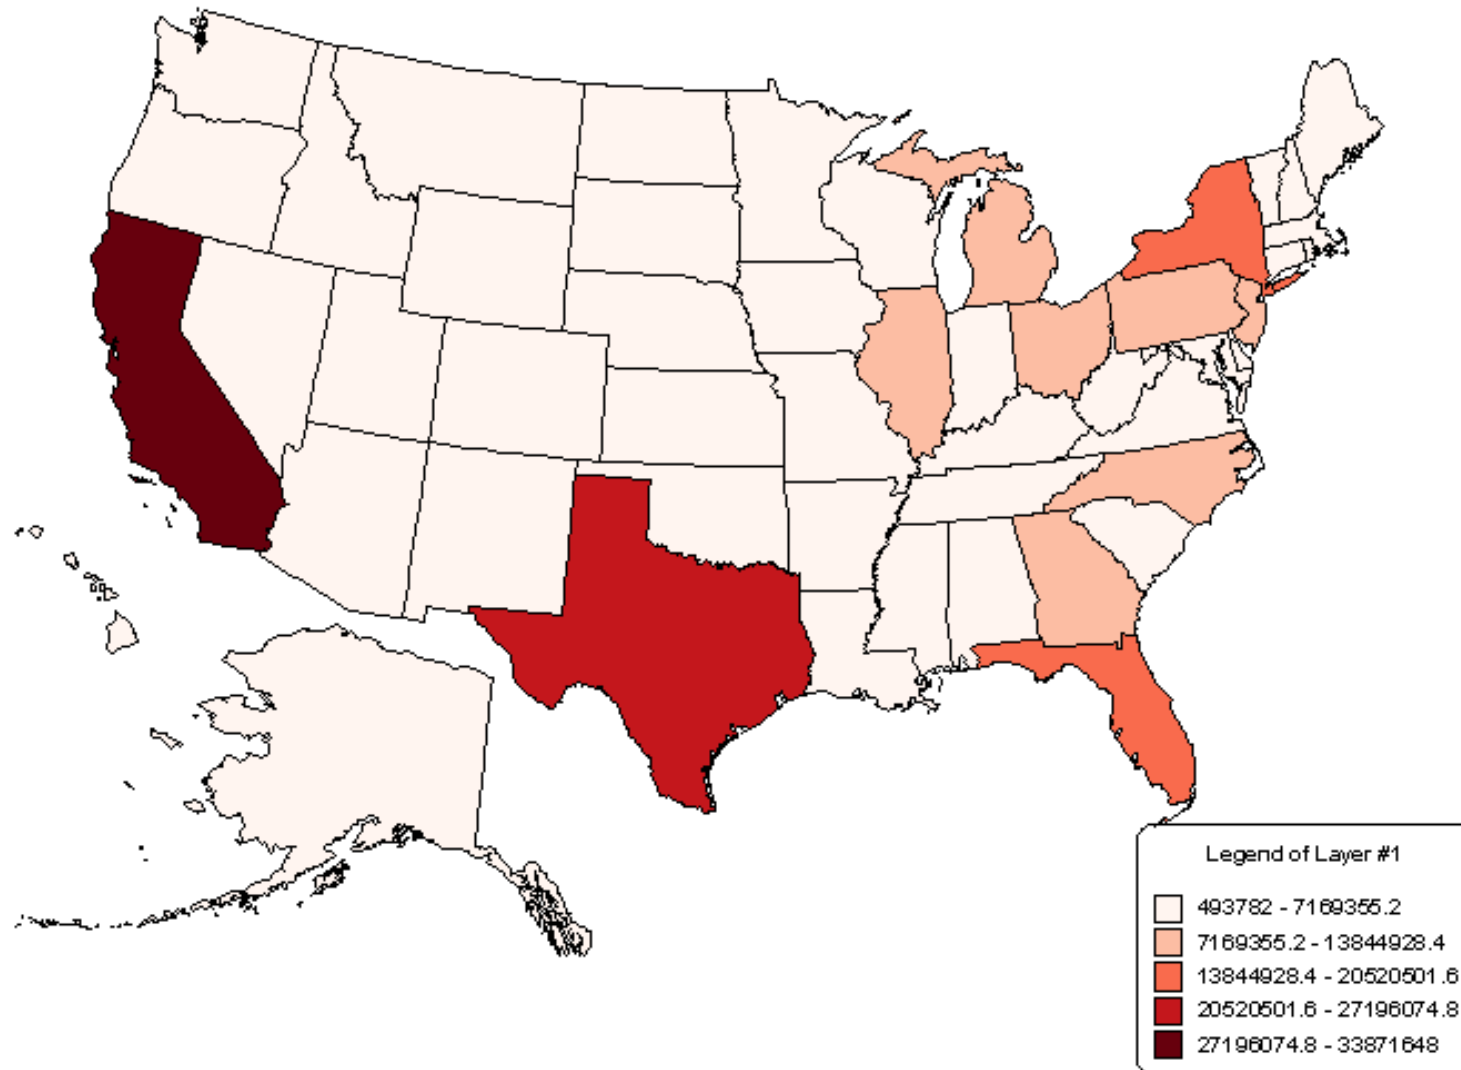 Legend of Layer #1
493782 - 7169355.2
7169355.2 - 13844928.4
13844928.4 - 20520501.6
20520501.6 - 27196074.8
27196074.8 - 33871648